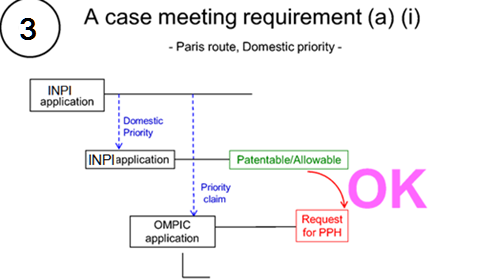 3
A case meeting requirement (a) (i)
- Paris route, Domestic priority -
INPI
application
Domestic
Priority
INPI application
Patentable/Allowable
Priority
claim
OK
OMPIC
application
Request
for PPH